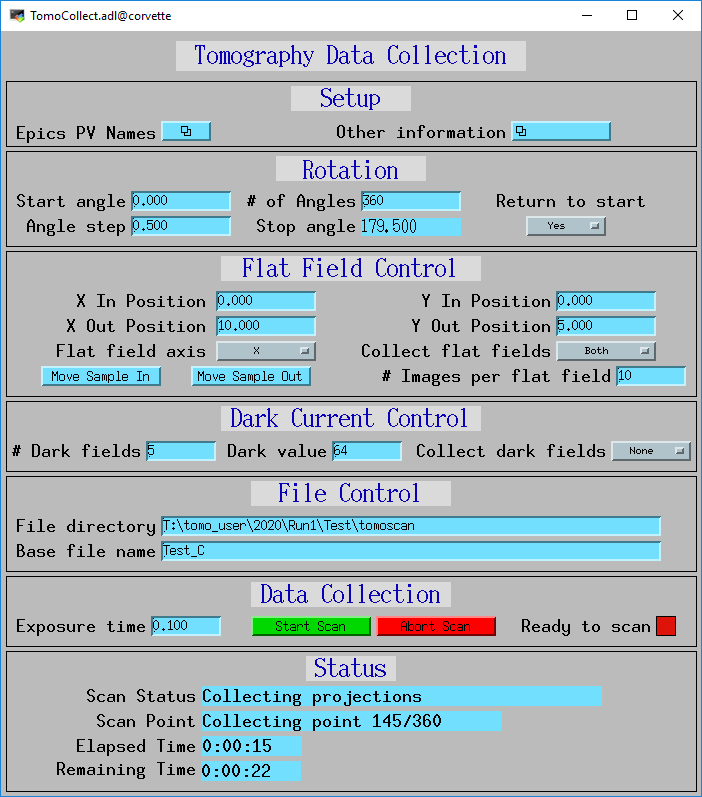 TomoCollect.adl@corvette
Tomography Data Collection
Setup
Epics PV Names Other information
Rotation
Start angle 0.000 # of Angles 360 Return to start
Angle step 0.500 Stop angle 179.500 Yes
Flat Field Control
X In Position 0.000 Y In Position 0.000
X Out Position 10.000 Y Out Position 5.000
Flat field axis X Collect flat fields Both
Move Sample In Move Sample Out # Images per flat field 10
Dark Current Control
# Dark fields 5 Dark value 64 Collect dark fields None
File Control
File directory T:\tomo_user\2020\Run1\Test\tomoscan
Base file name Test_C
Data Collection
Exposure time 0.100 Start Scan Abort Scan Ready to scan
Status
Scan Status Collecting projections
Scan Point Collecting point 145/360
Elapsed Time 0:00:15
Remaining Time 0:00:22